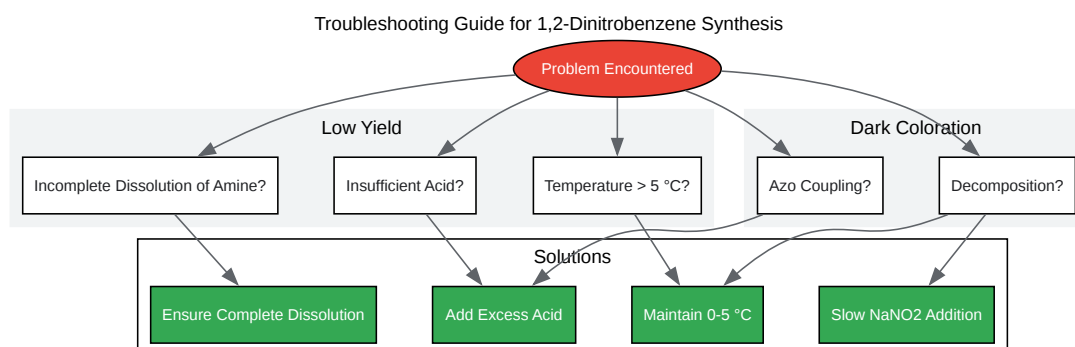 Troubleshooting Guide for 1,2-Dinitrobenzene Synthesis
Problem Encountered
Low Yield
Dark Coloration
Incomplete Dissolution of Amine?
Insufficient Acid?
Temperature > 5 °C?
Azo Coupling?
Decomposition?
Solutions
Ensure Complete Dissolution
Add Excess Acid
Maintain 0-5 °C
Slow NaNO2 Addition